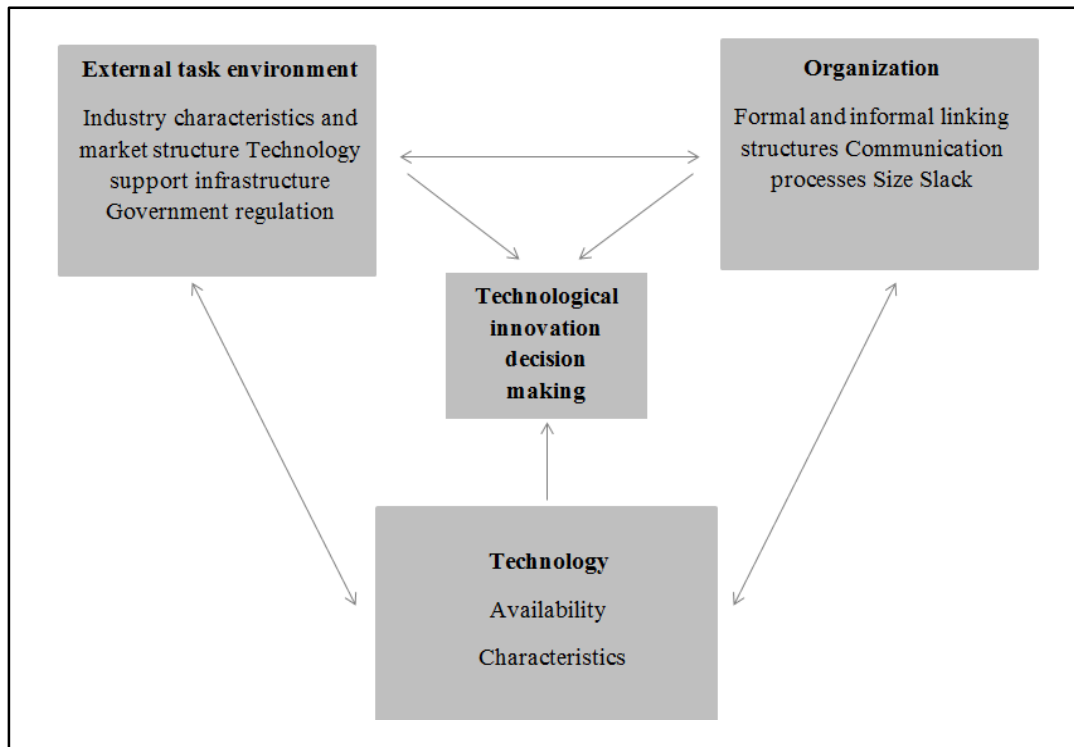 External task environment
Industry characteristics and
market structure Technology
support infrastructure
Government regulation
Organization
Formal and informal linking
structures Communication
processes Size Slack
Technological
innovation
decision
making
Technology
Availability
Characteristics